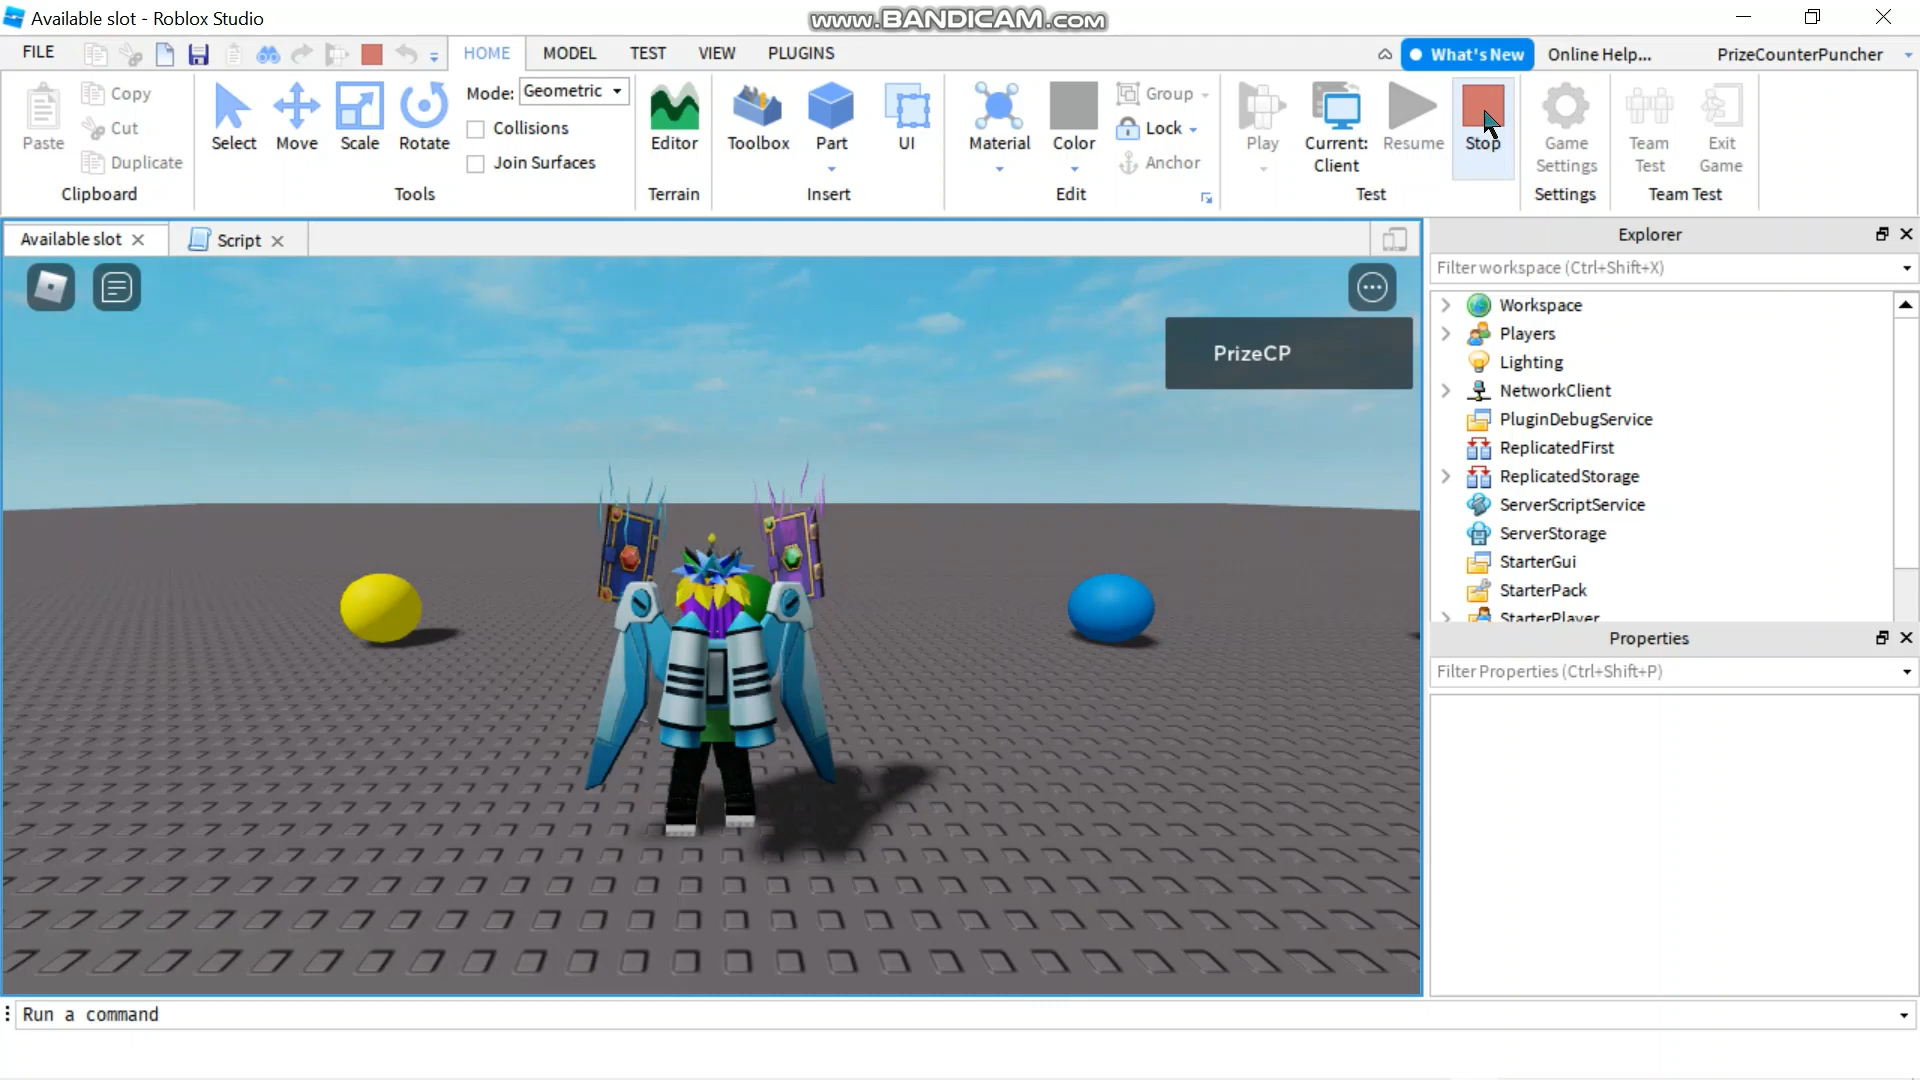 Available slot - Roblox Studio
www.BANDICAM.com
FILE HOME MODEL TEST VIEW PLUGINS What's New Online Help... PrizeCounterPuncher
Paste
Copy
Cut
Duplicate
Clipboard
Select Move Scale Rotate
Mode: Geometric
Collisions
Join Surfaces
Tools
Editor
Terrain
Toolbox Part UI
Insert
Material Color
Group
Lock
Anchor
Edit
Play Current: Client Resume Stop
Test
Game Settings
Settings
Team Test Exit Game
Team Test
Available slot
Script
PrizeCP
Explorer
Filter workspace (Ctrl+Shift+X)
Workspace
Players
Lighting
NetworkClient
PluginDebugService
ReplicatedFirst
ReplicatedStorage
ServerScriptService
ServerStorage
StarterGui
StarterPack
StarterPlayer
Properties
Filter Properties (Ctrl+Shift+P)
Run a command